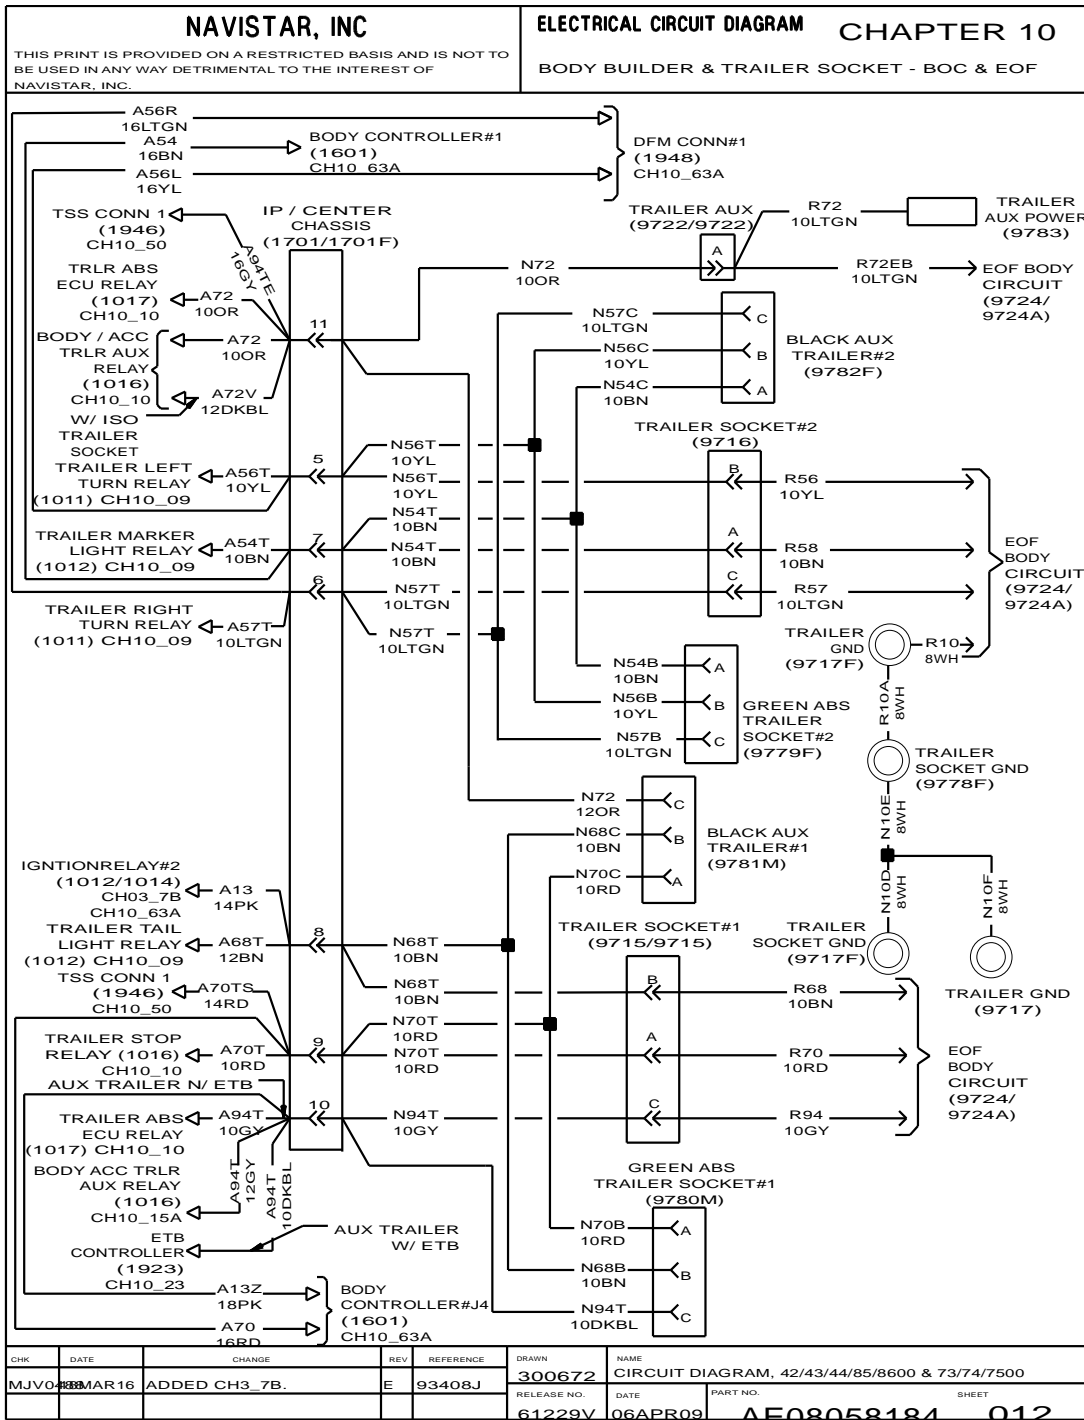 NAVISTAR, INC
THIS PRINT IS PROVIDED ON A RESTRICTED BASIS AND IS NOT TO
BE USED IN ANY WAY DETRIMENTAL TO THE INTEREST OF
NAVISTAR, INC.
ELECTRICAL CIRCUIT DIAGRAM
CHAPTER 10
BODY BUILDER & TRAILER SOCKET - BOC & EOF
A56R
16LTGN
A54
16BN
A56L
16YL
BODY CONTROLLER#1
(1601)
CH10_63A
DFM CONN#1
(1948)
CH10_63A
TSS CONN 1
(1946)
CH10_50
A94TE
16GY
IP / CENTER
CHASSIS
(1701/1701F)
TRAILER AUX
(9722/9722)
A
R72
10LTGN
TRAILER
AUX POWER
(9783)
TRLR ABS
ECU RELAY
(1017)
CH10_10
A72
10OR
N72
10OR
R72EB
10LTGN
EOF BODY
CIRCUIT
(9724/
9724A)
BODY / ACC
TRLR AUX
RELAY
(1016)
CH10_10
A72
10OR
11
A72V
12DKBL
W/ ISO
TRAILER
SOCKET
N57C
10LTGN
C
N56C
10YL
B
N54C
10BN
A
BLACK AUX
TRAILER#2
(9782F)
TRAILER SOCKET#2
(9716)
TRAILER LEFT
TURN RELAY
(1011) CH10_09
A56T
10YL
5
N56T
10YL
N56T
10YL
B
R56
10YL
TRAILER MARKER
LIGHT RELAY
(1012) CH10_09
A54T
10BN
7
N54T
10BN
N54T
10BN
A
R58
10BN
EOF
BODY
CIRCUIT
(9724/
9724A)
6
N57T
10LTGN
C
R57
10LTGN
TRAILER RIGHT
TURN RELAY
(1011) CH10_09
A57T
10LTGN
N57T
10LTGN
TRAILER
GND
(9717F)
R10
8WH
N54B
10BN
A
N56B
10YL
B
N57B
10LTGN
C
GREEN ABS
TRAILER
SOCKET#2
(9779F)
R10A
8WH
TRAILER
SOCKET GND
(9778F)
N72
12OR
C
N68C
10BN
B
N70C
10RD
A
BLACK AUX
TRAILER#1
(9781M)
N10E
8WH
N10D
8WH
N10F
8WH
IGNTIONRELAY#2
(1012/1014)
CH03_7B
CH10_63A
A13
14PK
TRAILER TAIL
LIGHT RELAY
(1012) CH10_09
A68T
12BN
8
N68T
10BN
N68T
10BN
TRAILER SOCKET#1
(9715/9715)
B
R68
10BN
TRAILER
SOCKET GND
(9717F)
TRAILER GND
(9717)
TSS CONN 1
(1946)
CH10_50
A70TS
14RD
TRAILER STOP
RELAY (1016)
CH10_10
A70T
10RD
9
N70T
10RD
N70T
10RD
A
R70
10RD
EOF
BODY
CIRCUIT
(9724/
9724A)
AUX TRAILER N/ ETB
TRAILER ABS
ECU RELAY
(1017) CH10_10
A94T
10GY
10
N94T
10GY
C
R94
10GY
BODY ACC TRLR
AUX RELAY
(1016)
CH10_15A
A94T
12GY
A94T
10DKBL
ETB
CONTROLLER
(1923)
CH10_23
AUX TRAILER
W/ ETB
GREEN ABS
TRAILER SOCKET#1
(9780M)
N70B
10RD
A
N68B
10BN
B
N94T
10DKBL
C
A13Z
18PK
A70
16RD
BODY
CONTROLLER#J4
(1601)
CH10_63A
CHK DATE CHANGE REV REFERENCE
MAR16 ADDED CH3_7B. E 93408J
DRAWN
300672
NAME
CIRCUIT DIAGRAM, 42/43/44/85/8600 & 73/74/7500
RELEASE NO.
61229V
DATE
06APR09
PART NO.
AE08058184
SHEET
012